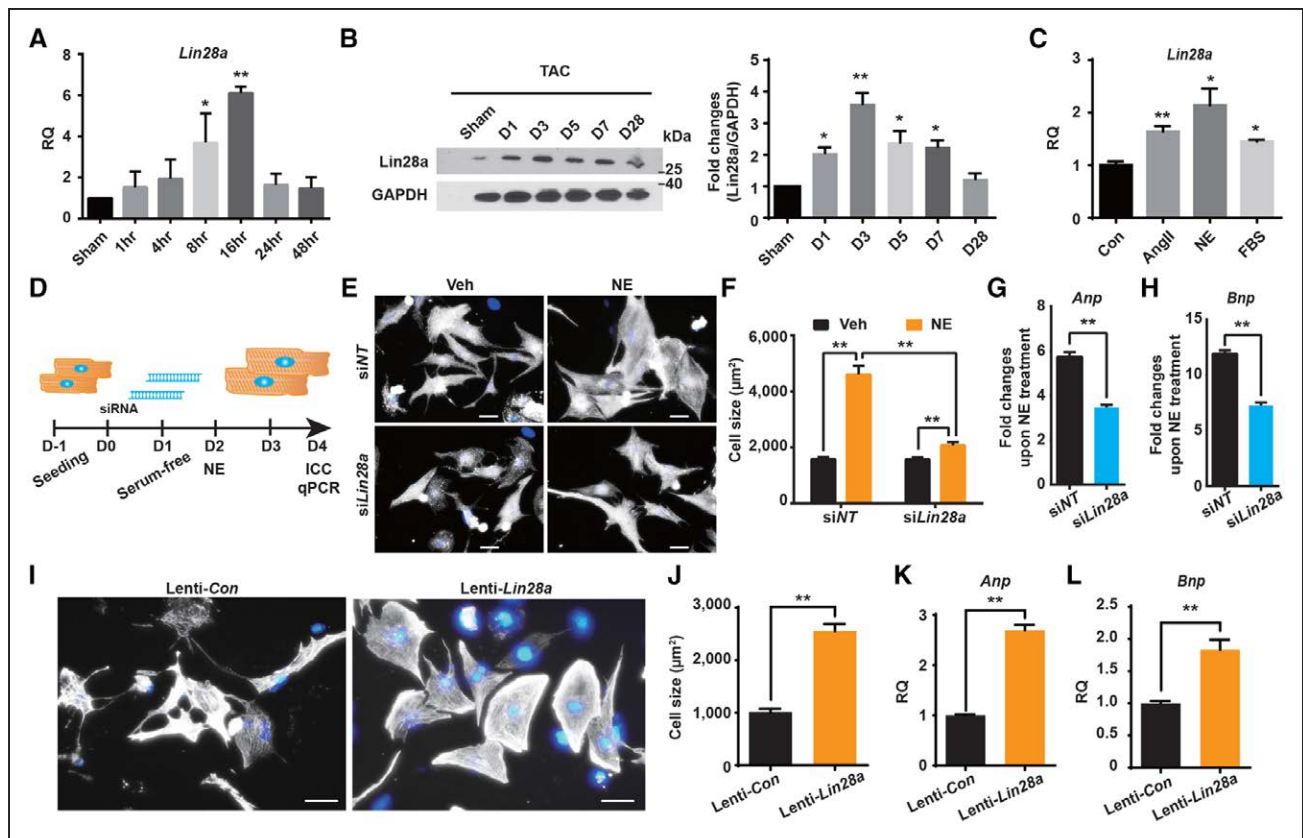 A
Lin28a
RQ
8
6
4
2
0
*
**
Sham
1hr
4hr
8hr
16hr
24hr
48hr
B
TAC
Sham
D1
D3
D5
D7
D28
kDa
Lin28a
GAPDH
–25
–40
Fold changes
(Lin28a/GAPDH)
5
4
3
2
1
0
*
**
*
*
Sham
D1
D3
D5
D7
D28
C
Lin28a
RQ
3
2
1
0
**
*
*
Con
AngII
NE
FBS
D
siRNA
D-1
D0
D1
D2
D3
D4
Seeding
Serum-free
NE
ICC
qPCR
E
Veh
NE
siNT
siLin28a
F
Veh
NE
Cell size (µm²)
6,000
4,000
2,000
0
**
**
**
siNT
siLin28a
G
Anp
Fold changes
upon NE treatment
8
6
4
2
0
**
siNT
siLin28a
H
Bnp
Fold changes
upon NE treatment
15
10
5
0
**
siNT
siLin28a
I
Lenti-Con
Lenti-Lin28a
J
Cell size (µm²)
3,000
2,000
1,000
0
**
Lenti-Con
Lenti-Lin28a
K
Anp
RQ
3
2
1
0
**
Lenti-Con
Lenti-Lin28a
L
Bnp
RQ
2.5
2.0
1.5
1.0
0.5
0
**
Lenti-Con
Lenti-Lin28a